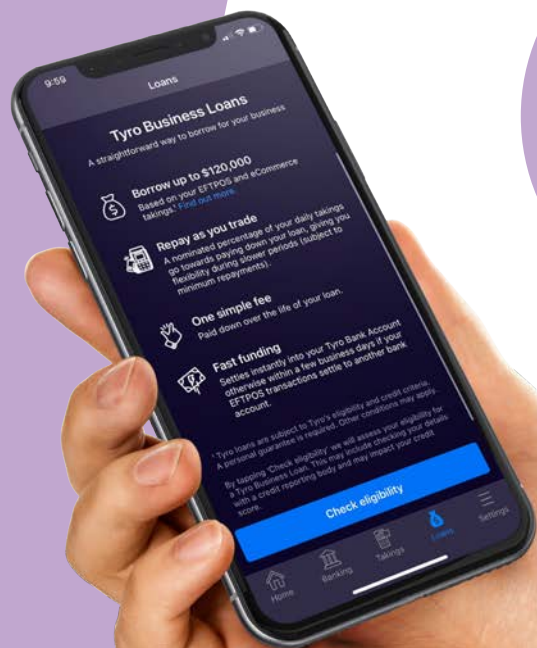 9:59
Loans
Tyro Business Loans
A straightforward way to borrow for your business
Borrow up to $120,000
Based on your EFTPOS and eCommerce
takings.¹ Find out more.
Repay as you trade
A nominated percentage of your daily takings
go towards paying down your loan, giving you
flexibility during slower periods (subject to
minimum repayments).
One simple fee
Paid down over the life of your loan.
Fast funding
Settles instantly into your Tyro Bank Account
otherwise within a few business days if your
EFTPOS transactions settle to another bank
account.
¹ Tyro loans are subject to Tyro's eligibility and credit criteria.
A personal guarantee is required. Other conditions may apply.
By tapping 'Check eligibility' we will assess your eligibility for
a Tyro Business Loan. This may include checking your details
with a credit reporting body and may impact your credit
score.
Check eligibility
Home
Banking
Takings
Loans
Settings